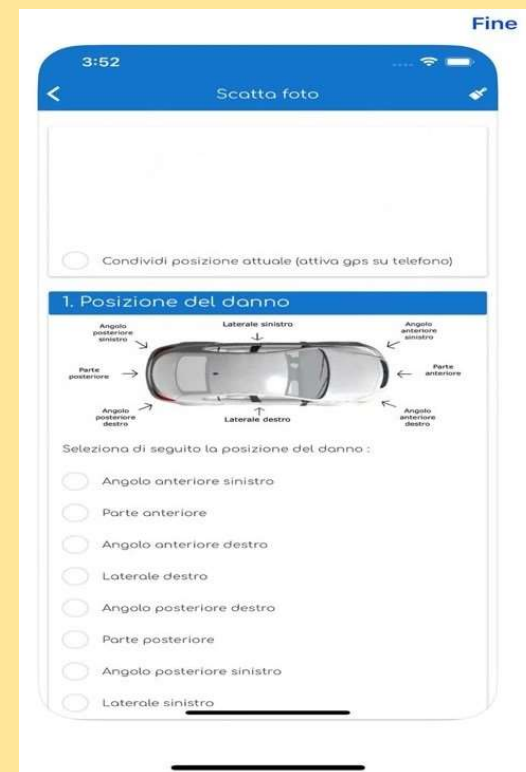 Fine
3:52
Scatta foto
Condividi posizione attuale (attiva gps su telefono)
1. Posizione del danno
Angolo
posteriore
sinistro
Laterale sinistro
Angolo
anteriore
sinistro
Parte
posteriore
Parte
anteriore
Angolo
posteriore
destro
Laterale destro
Angolo
anteriore
destro
Seleziona di seguito la posizione del danno :
Angolo anteriore sinistro
Parte anteriore
Angolo anteriore destro
Laterale destro
Angolo posteriore destro
Parte posteriore
Angolo posteriore sinistro
Laterale sinistro